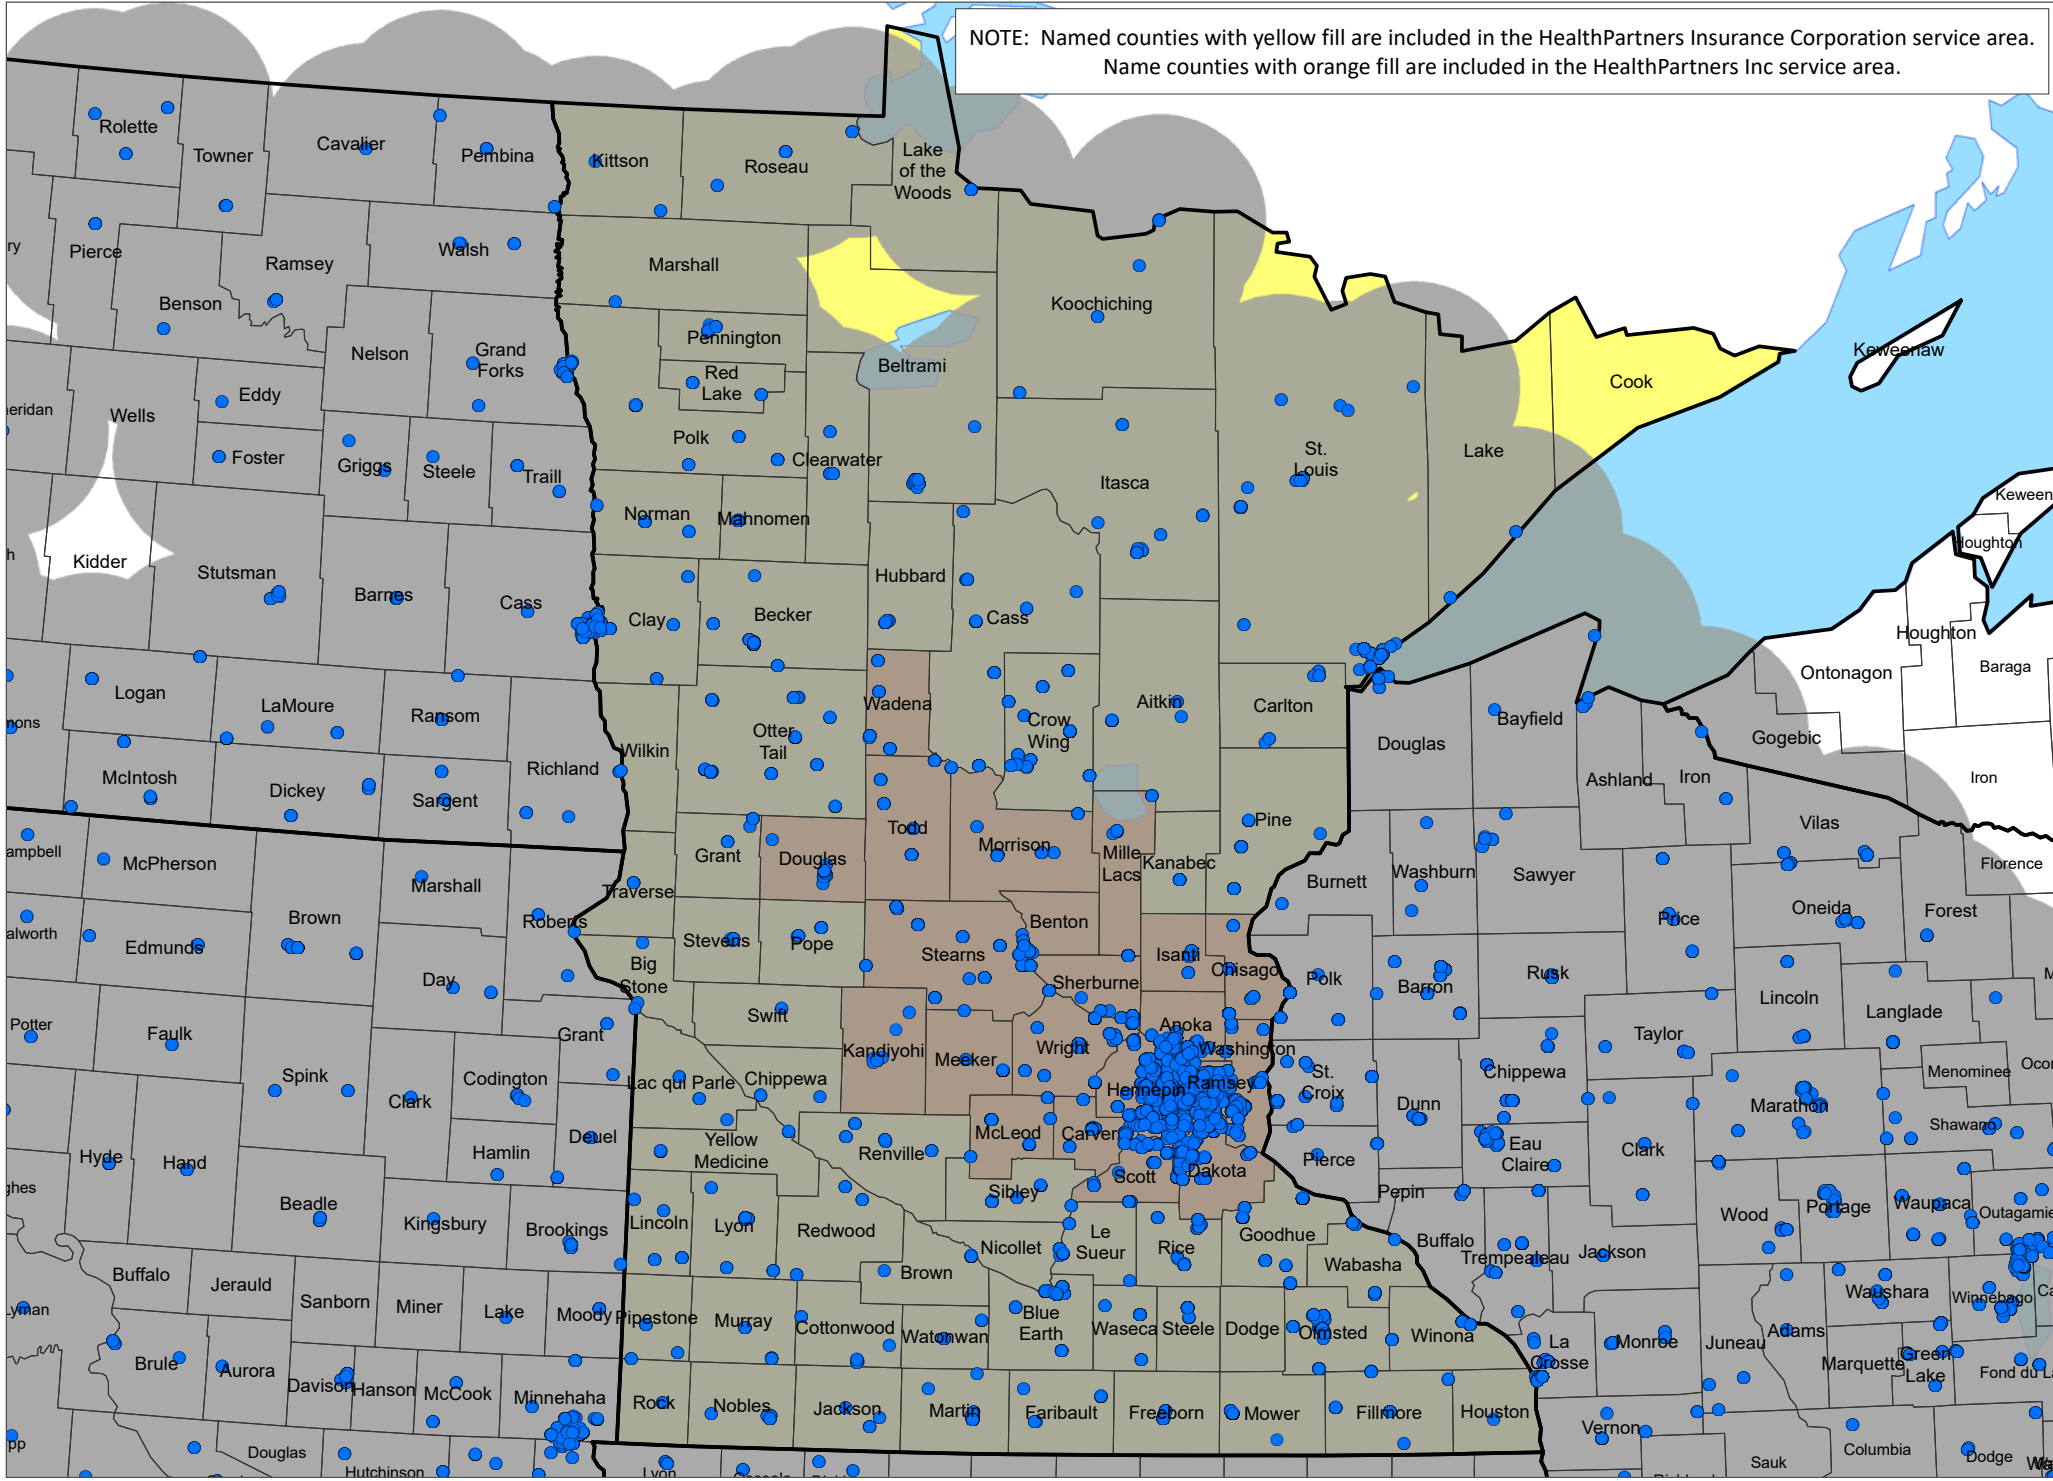 NOTE: Named counties with yellow fill are included in the HealthPartners Insurance Corporation service area.
Name counties with orange fill are included in the HealthPartners Inc service area.
Rolette
Towner
Cavalier
Pembina
Kittson
Roseau
Lake
of the
Woods
ry
Pierce
Benson
Ramsey
Walsh
Marshall
Koochiching
Nelson
Grand
Forks
Pennington
Red
Lake
Beltrami
Cook
Keweenaw
eridan
Wells
Eddy
Foster
Griggs
Steele
Traill
Polk
Clearwater
Itasca
St.
Louis
Lake
Keween
Houghton
h
Kidder
Stutsman
Barnes
Cass
Norman
Mahnomen
Clay
Becker
Hubbard
Cass
Houghton
Ontonagon
Baraga
mons
Logan
LaMoure
Ransom
Wadena
Aitkin
Carlton
Bayfield
Otter
Tail
Crow
Wing
Wilkin
Douglas
Gogebic
McIntosh
Dickey
Sargent
Richland
Ashland
Iron
Iron
ampbell
McPherson
Marshall
Grant
Douglas
Todd
Morrison
Mille
Lacs
Kanabec
Pine
Burnett
Washburn
Sawyer
Vilas
Florence
Traverse
alworth
Edmunds
Brown
Roberts
Day
Stevens
Pope
Stearns
Benton
Isanti
Chisago
Polk
Barron
Rusk
Price
Oneida
Forest
Big
Stone
Sherburne
Lincoln
Langlade
M
Potter
Faulk
Grant
Swift
Kandiyohi
Meeker
Wright
Anoka
Washington
Taylor
Spink
Codington
Clark
Lac qui Parle
Chippewa
Hennepin
Ramsey
St.
Croix
Dunn
Chippewa
Menominee
Oco
Marathon
Hyde
Hand
Hamlin
Deuel
Yellow
Medicine
Renville
McLeod
Carver
Scott
Dakota
Pierce
Eau
Claire
Clark
Shawano
ghes
Beadle
Kingsbury
Brookings
Lincoln
Lyon
Redwood
Sibley
Nicollet
Le
Sueur
Rice
Goodhue
Wabasha
Pepin
Buffalo
Trempealeau
Jackson
Wood
Portage
Waupaca
Outagamie
Buffalo
Jerauld
Sanborn
Miner
Lake
Moody
Pipestone
Murray
Cottonwood
Brown
Watonwan
Blue
Earth
Waseca
Steele
Dodge
Olmsted
Winona
La
Crosse
Monroe
Juneau
Adams
Waushara
Winnebago
Ca
Lyman
Brule
Aurora
Davison
Hanson
McCook
Minnehaha
Rock
Nobles
Jackson
Martin
Faribault
Freeborn
Mower
Fillmore
Houston
Vernon
Marquette
Green
Lake
Fond du L
pp
Douglas
Hutchinson
Lyon
Sauk
Columbia
Dodge